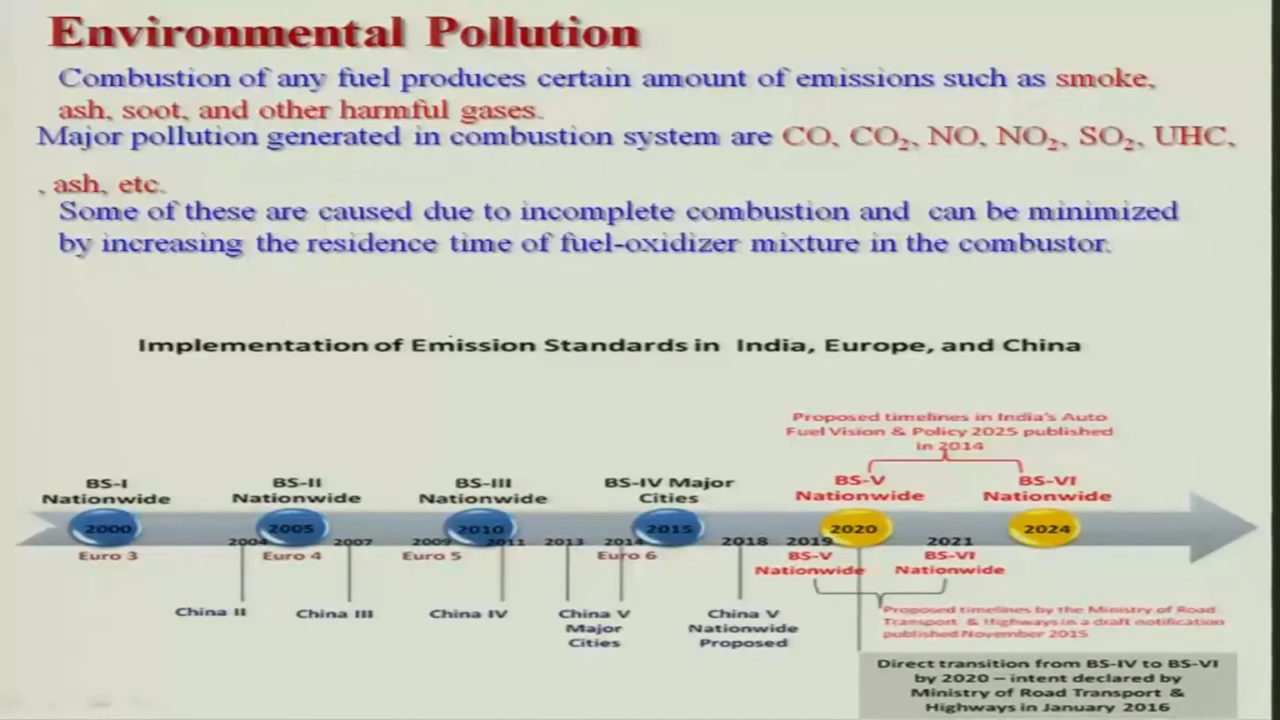 Environmental Pollution
Combustion of any fuel produces certain amount of emissions such as smoke,
ash, soot, and other harmful gases.
Major pollution generated in combustion system are CO, CO₂, NO, NO₂, SO₂, UHC,
, ash, etc.
Some of these are caused due to incomplete combustion and can be minimized
by increasing the residence time of fuel-oxidizer mixture in the combustor.
Implementation of Emission Standards in India, Europe, and China
Proposed timelines in India's Auto
Fuel Vision & Policy 2025 published
in 2014
BS-I
Nationwide
BS-II
Nationwide
BS-III
Nationwide
BS-IV Major
Cities
BS-V
Nationwide
BS-VI
Nationwide
2000
2005
2010
2015
2020
2024
2004
2007
2009
2011
2013
2014
2018
2019
2021
Euro 3
Euro 4
Euro 5
Euro 6
BS-V
Nationwide
BS-VI
Nationwide
China II
China III
China IV
China V
Major
Cities
China V
Nationwide
Proposed
Proposed timelines by the Ministry of Road
Transport & Highways in a draft notification
published November 2015
Direct transition from BS-IV to BS-VI
by 2020 – intent declared by
Ministry of Road Transport &
Highways in January 2016